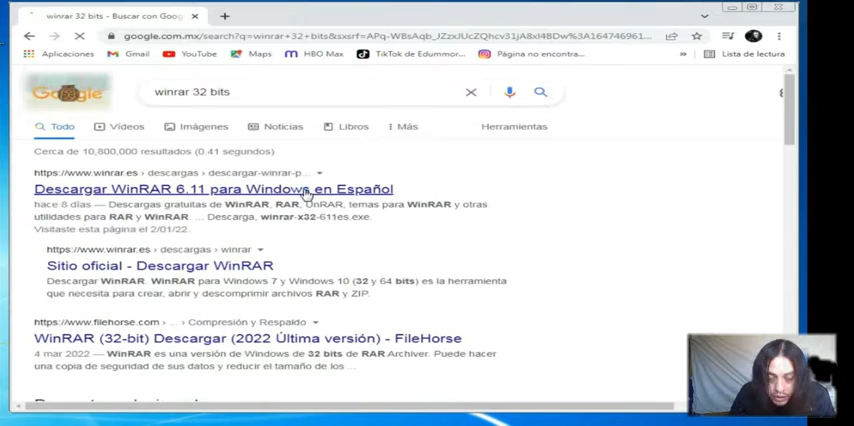 winrar 32 bits - Buscar con Goog
google.com.mx/search?q=winrar+32+bits&sxsrf=APq-WBsAqb_JZzxJUcZQhcv31jA8xI4BDw%3A164746961...
Aplicaciones Gmail YouTube Maps HBO Max TikTok de Edummor... Página no encontra... » Lista de lectura
Google winrar 32 bits
Todo Vídeos Imágenes Noticias Libros Más Herramientas
Cerca de 10,800,000 resultados (0.41 segundos)
https://www.winrar.es › descargas › descargar-winrar-p...
Descargar WinRAR 6.11 para Windows en Español
hace 8 días — Descargas gratuitas de WinRAR, RAR, UnRAR, temas para WinRAR y otras
utilidades para RAR y WinRAR. ... Descarga, winrar-x32-611es.exe.
Visitaste esta página el 2/01/22.
https://www.winrar.es › descargas › winrar
Sitio oficial - Descargar WinRAR
Descargar WinRAR. WinRAR para Windows 7 y Windows 10 (32 y 64 bits) es la herramienta
que necesita para crear, abrir y descomprimir archivos RAR y ZIP.
https://www.filehorse.com › ... › Compresión y Respaldo
WinRAR (32-bit) Descargar (2022 Última versión) - FileHorse
4 mar 2022 — WinRAR es una versión de Windows de 32 bits de RAR Archiver. Puede hacer
una copia de seguridad de sus datos y reducir el tamaño de los ...